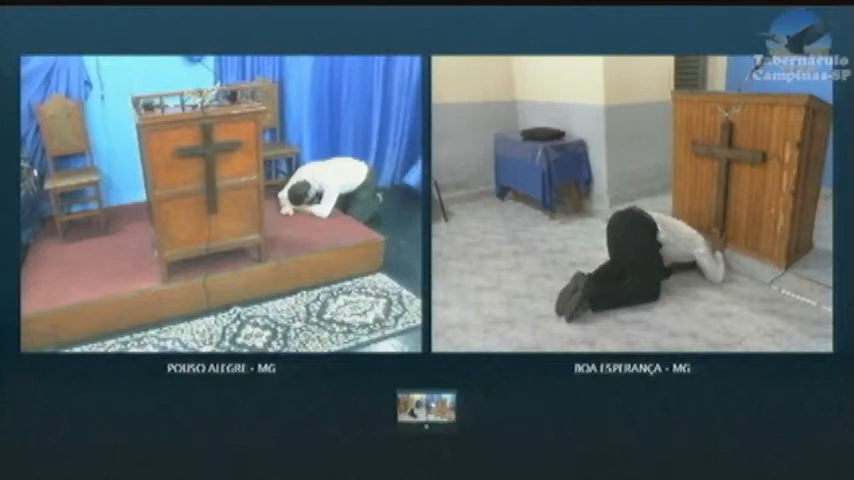 Tabernáculo
Campinas-SP
POUSO ALEGRE - MG
BOA ESPERANÇA - MG